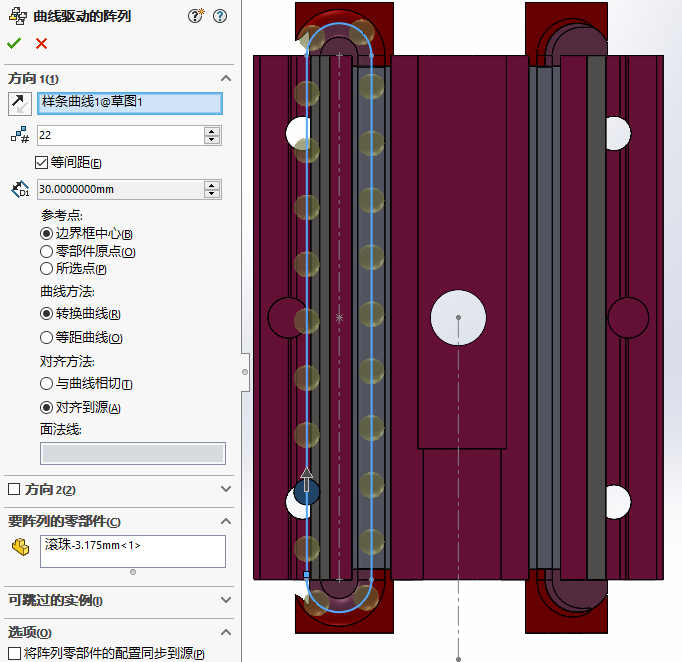 曲线驱动的阵列
方向 1(1)
样条曲线1@草图1
22
等间距(E)
30.0000000mm
参考点:
边界框中心(B)
零部件原点(O)
所选点(P)
曲线方法:
转换曲线(R)
等距曲线(O)
对齐方法:
与曲线相切(T)
对齐到源(A)
面法线:
方向 2(2)
要阵列的零部件(C)
滚珠-3.175mm<1>
可跳过的实例(I)
选项(O)
将阵列零部件的配置同步到源(P)